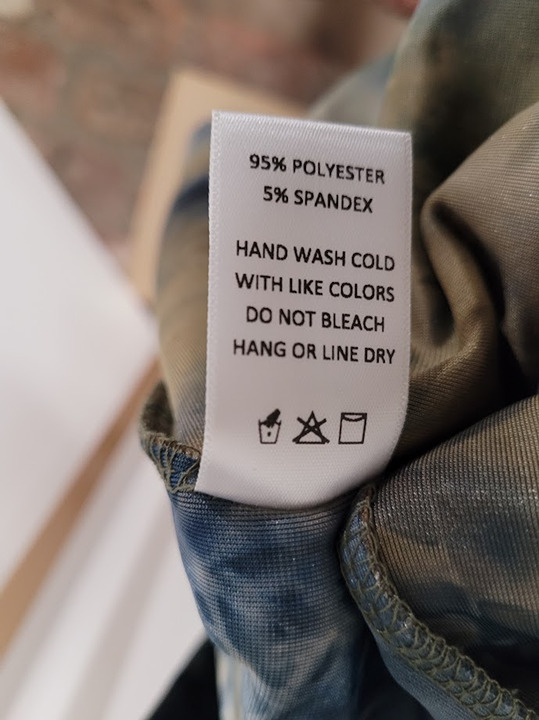 95% POLYESTER
5% SPANDEX
HAND WASH COLD
WITH LIKE COLORS
DO NOT BLEACH
HANG OR LINE DRY